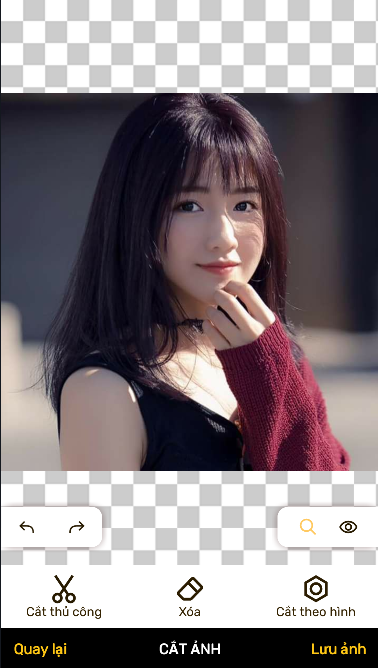 Cắt thủ công
Xóa
Cắt theo hình
Quay lại
CẮT ẢNH
Lưu ảnh